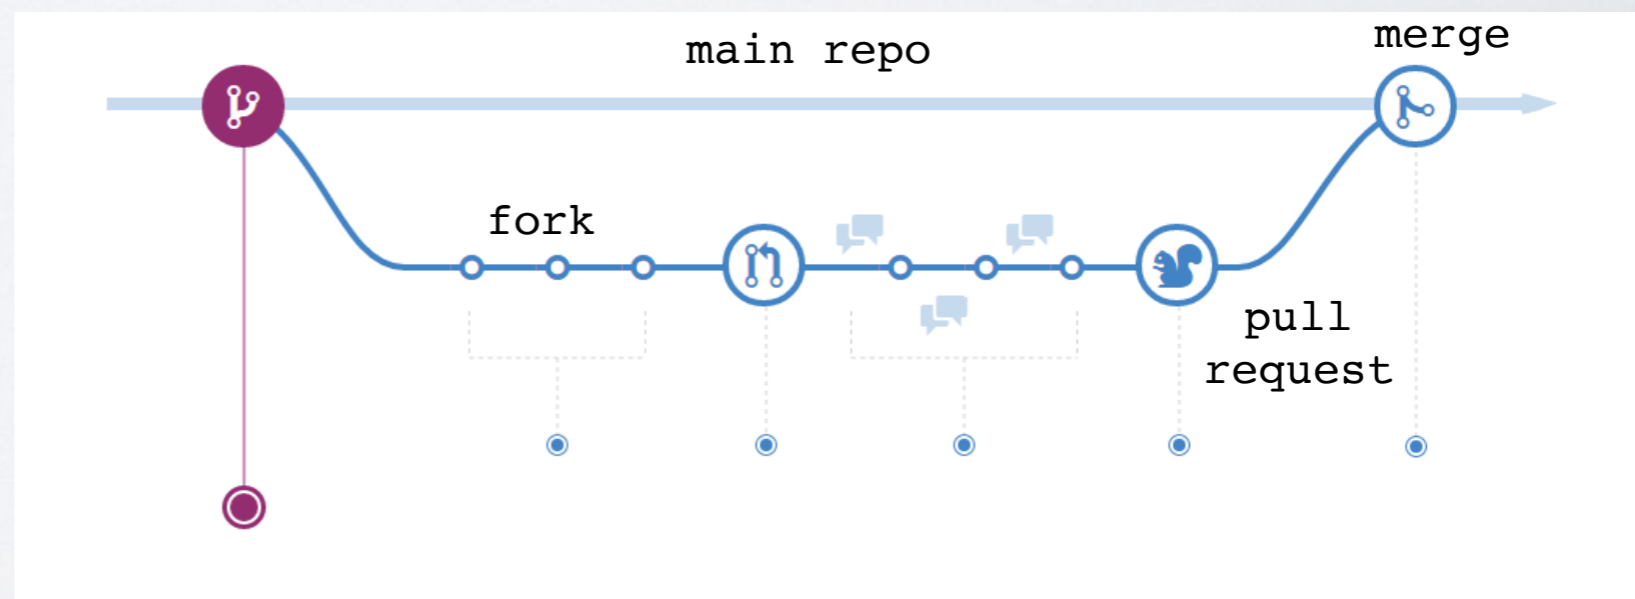 main repo
merge
fork
pull
request